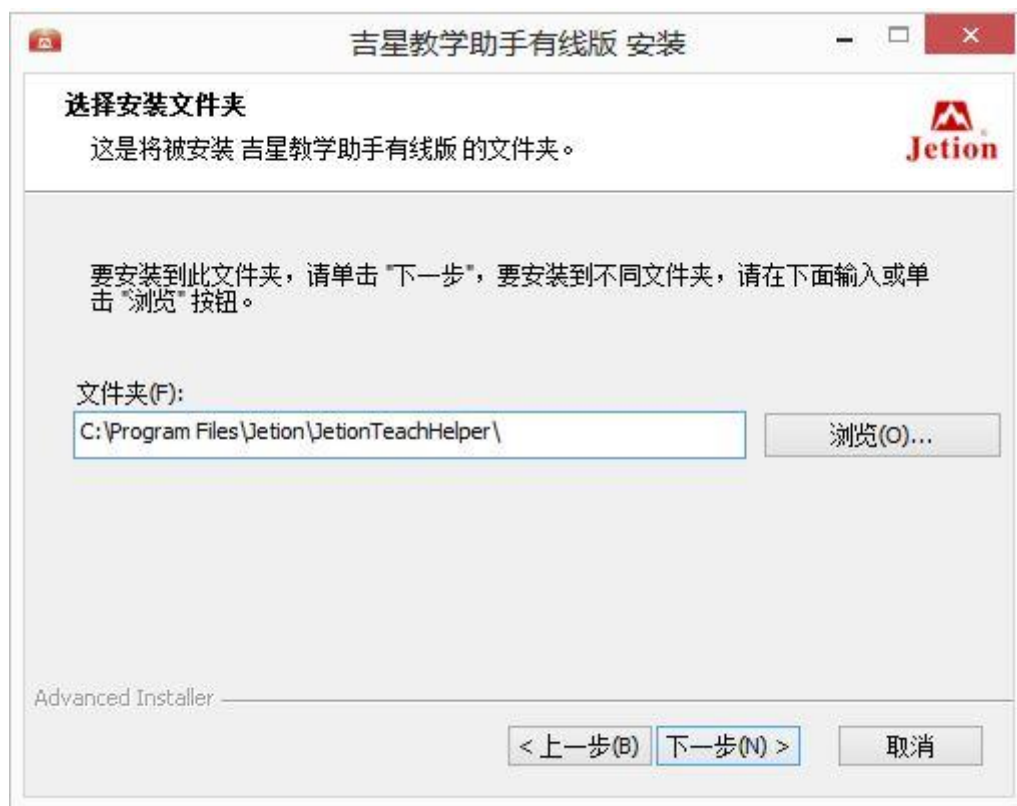 吉星教学助手有线版 安装
选择安装文件夹
这是将被安装 吉星教学助手有线版 的文件夹。
Jetion
要安装到此文件夹，请单击 "下一步"，要安装到不同文件夹，请在下面输入或单
击 "浏览" 按钮。
文件夹(F):
C:\Program Files\Jetion\JetionTeachHelper\
浏览(O)...
Advanced Installer
< 上一步(B)
下一步(N) >
取消